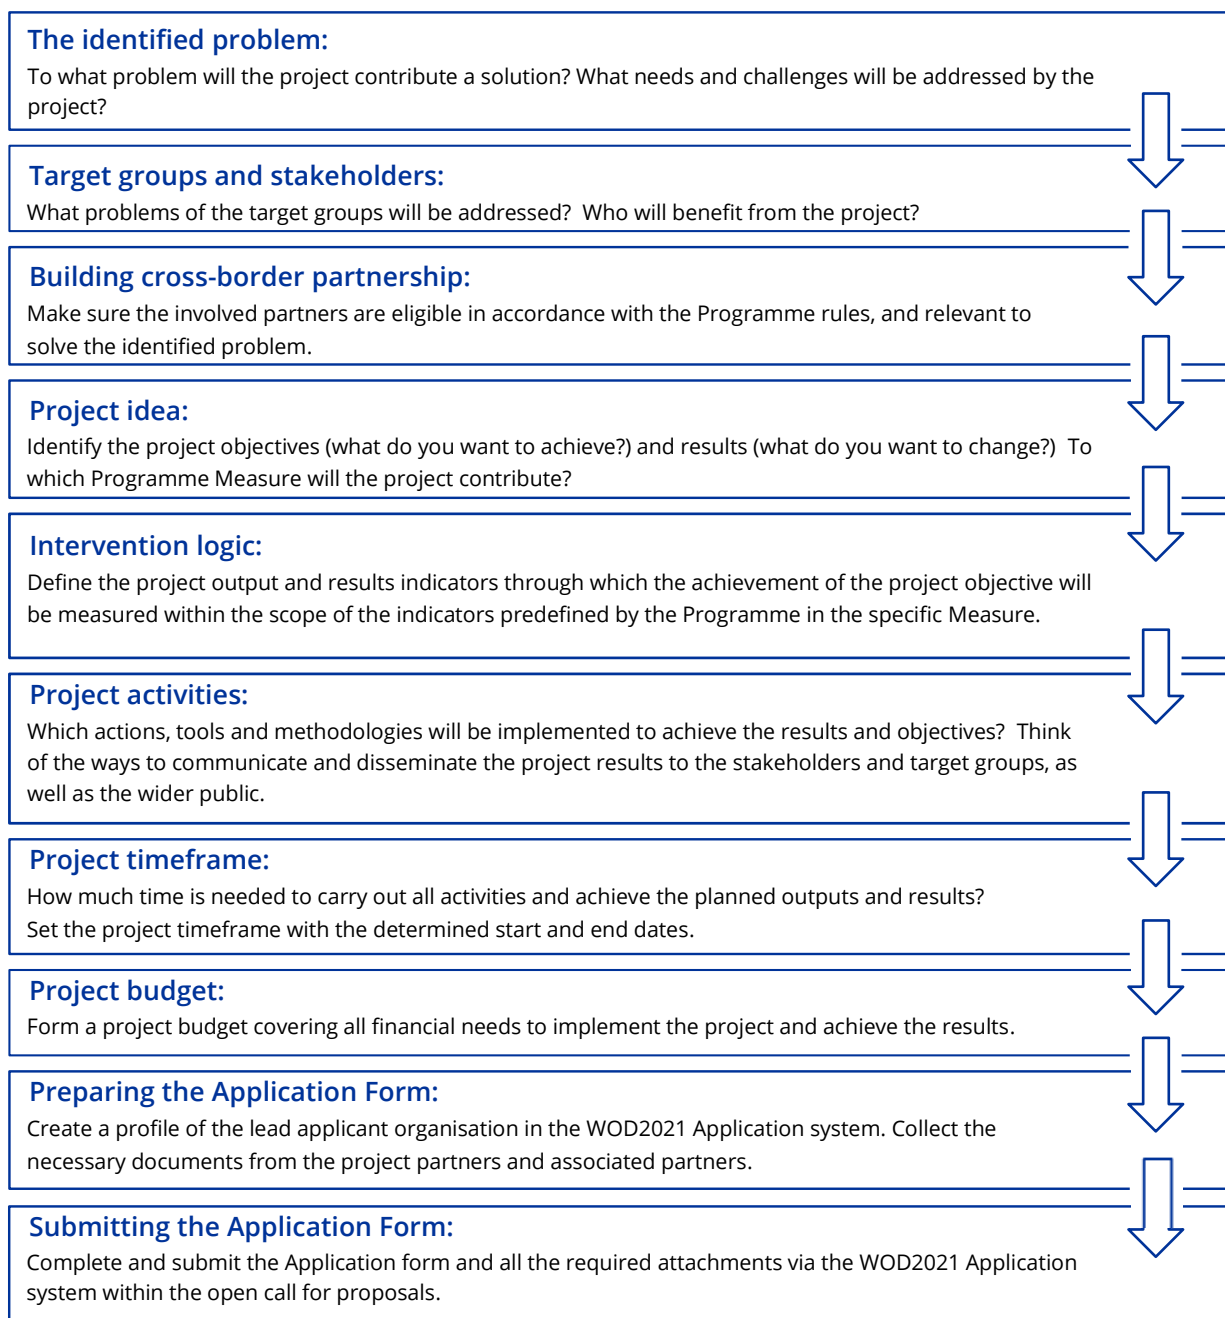 The identified problem:
To what problem will the project contribute a solution? What needs and challenges will be addressed by the
project?
Target groups and stakeholders:
What problems of the target groups will be addressed?  Who will benefit from the project?
Building cross-border partnership:
Make sure the involved partners are eligible in accordance with the Programme rules, and relevant to
solve the identified problem.
Project idea:
Identify the project objectives (what do you want to achieve?) and results (what do you want to change?)  To
which Programme Measure will the project contribute?
Intervention logic:
Define the project output and results indicators through which the achievement of the project objective will
be measured within the scope of the indicators predefined by the Programme in the specific Measure.
Project activities:
Which actions, tools and methodologies will be implemented to achieve the results and objectives?  Think
of the ways to communicate and disseminate the project results to the stakeholders and target groups, as
well as the wider public.
Project timeframe:
How much time is needed to carry out all activities and achieve the planned outputs and results?
Set the project timeframe with the determined start and end dates.
Project budget:
Form a project budget covering all financial needs to implement the project and achieve the results.
Preparing the Application Form:
Create a profile of the lead applicant organisation in the WOD2021 Application system. Collect the
necessary documents from the project partners and associated partners.
Submitting the Application Form:
Complete and submit the Application form and all the required attachments via the WOD2021 Application
system within the open call for proposals.